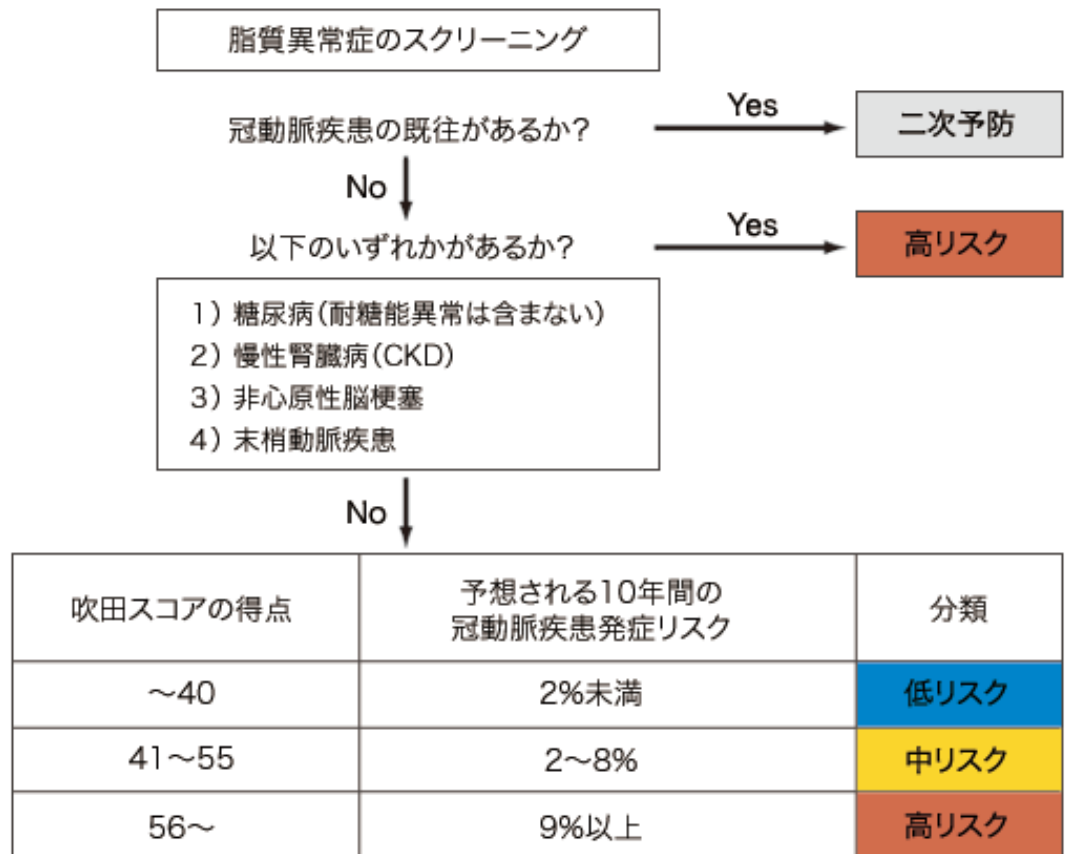 脂質異常症のスクリーニング
冠動脈疾患の既往があるか?
Yes
二次予防
No
以下のいずれかがあるか?
Yes
高リスク
1) 糖尿病(耐糖能異常は含まない)
2) 慢性腎臓病(CKD)
3) 非心原性脳梗塞
4) 末梢動脈疾患
No
吹田スコアの得点
予想される10年間の
冠動脈疾患発症リスク
分類
〜40
2%未満
低リスク
41〜55
2〜8%
中リスク
56〜
9%以上
高リスク